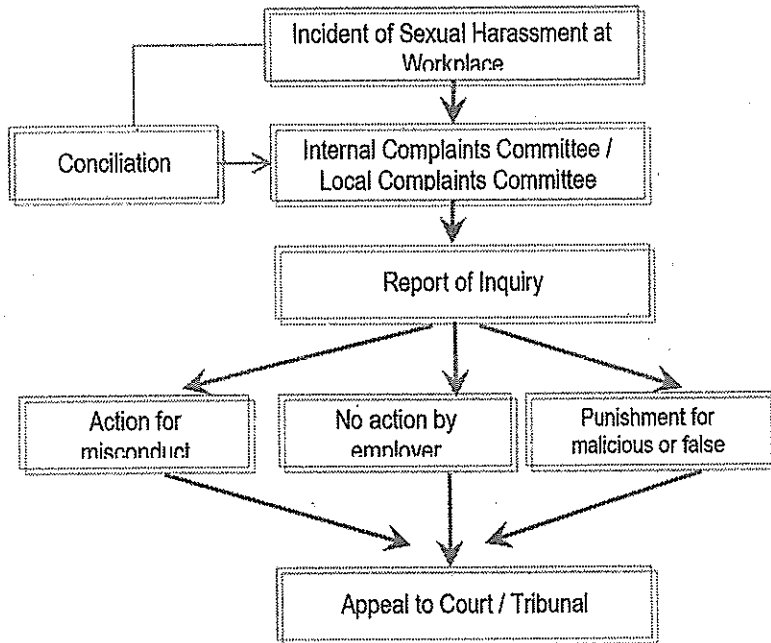 Incident of Sexual Harassment at
Workplace
Conciliation
Internal Complaints Committee /
Local Complaints Committee
Report of Inquiry
Action for
misconduct
No action by
employer
Punishment for
malicious or false
Appeal to Court / Tribunal